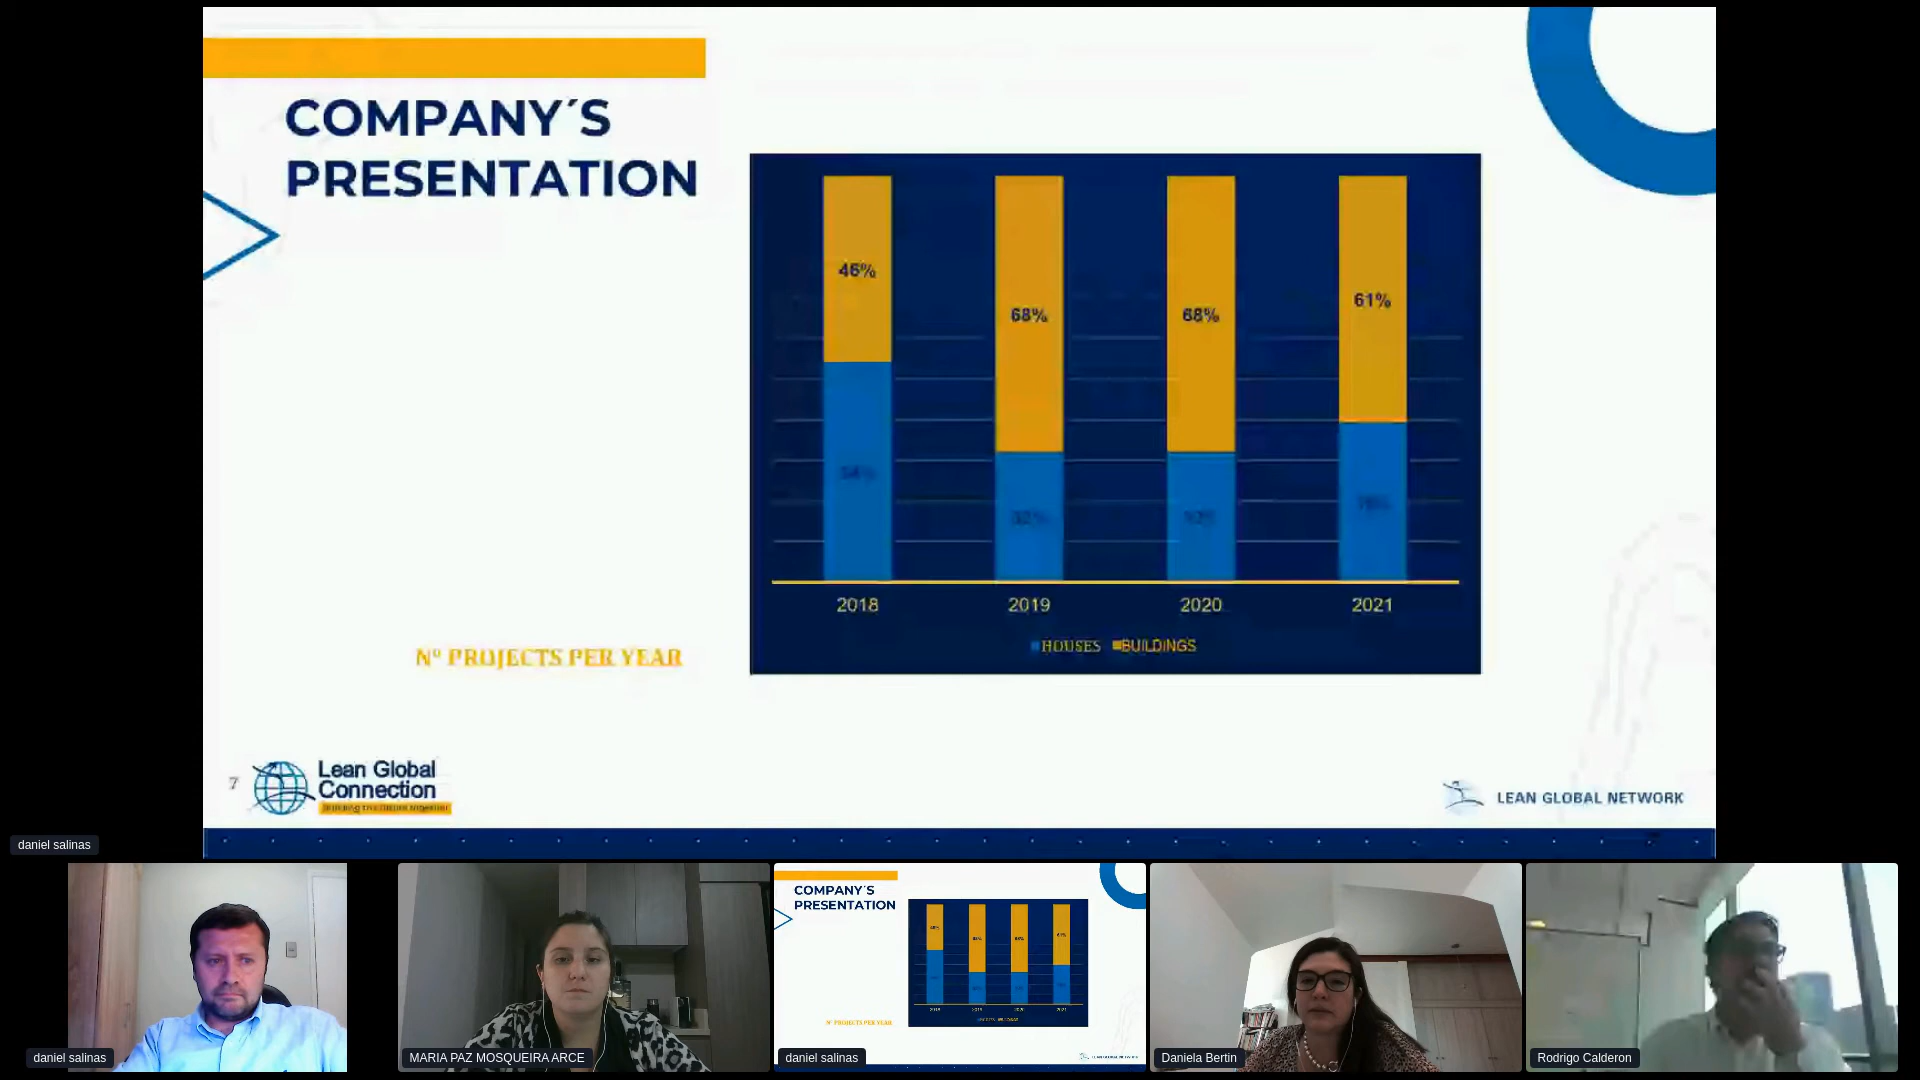 COMPANY´S
PRESENTATION
46%
68%
68%
61%
54%
32%
32%
2018
2019
2020
2021
HOUSES
BUILDINGS
Nº PROJECTS PER YEAR
7
Lean Global
Connection
LEAN GLOBAL NETWORK
daniel salinas
COMPANY´S
PRESENTATION
Nº PROJECTS PER YEAR
daniel salinas
MARIA PAZ MOSQUEIRA ARCE
daniel salinas
Daniela Bertin
Rodrigo Calderon